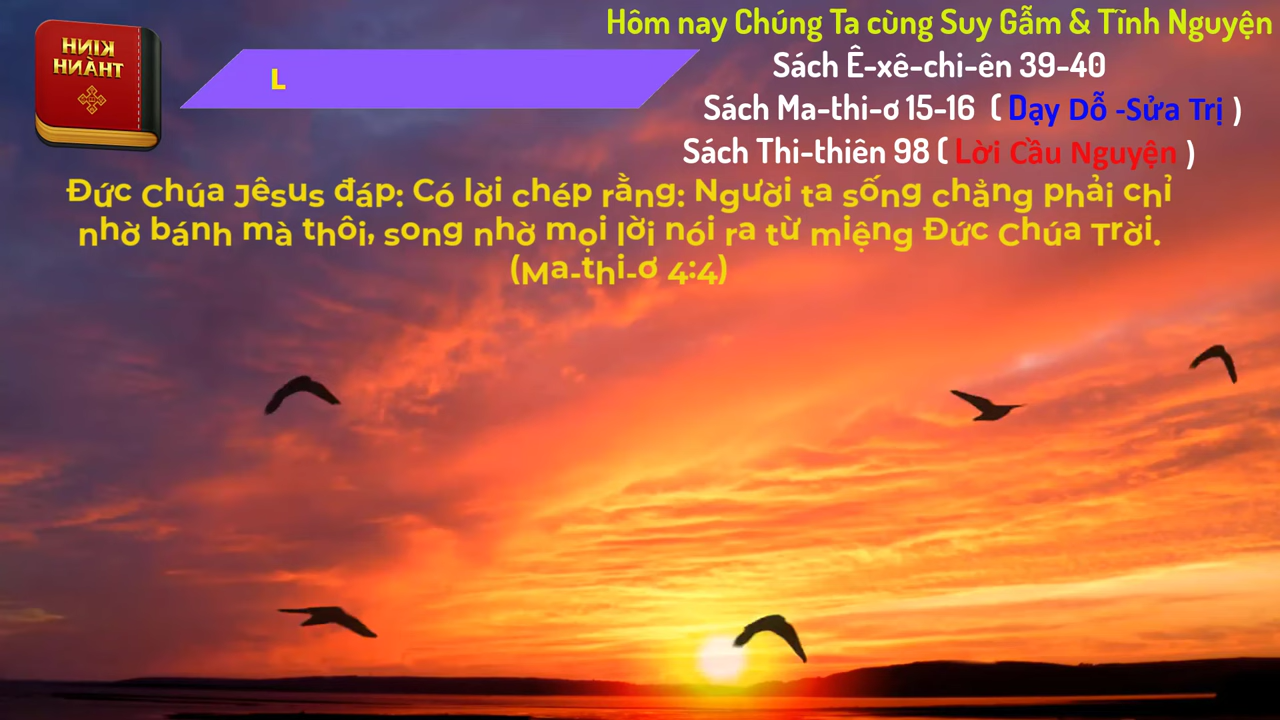 KINH
THÀNH
L
Hôm nay Chúng Ta cùng Suy Gẫm & Tĩnh Nguyện
Sách Ê-xê-chi-ên 39-40
Sách Ma-thi-ơ 15-16 ( Dạy Dỗ -Sửa Trị )
Sách Thi-thiên 98 ( Lời Cầu Nguyện )
Đức Chúa Jêsus đáp: Có lời chép rằng: Người ta sống chẳng phải chỉ
nhờ bánh mà thôi, song nhờ mọi lời nói ra từ miệng Đức Chúa Trời.
(Ma-thi-ơ 4:4)